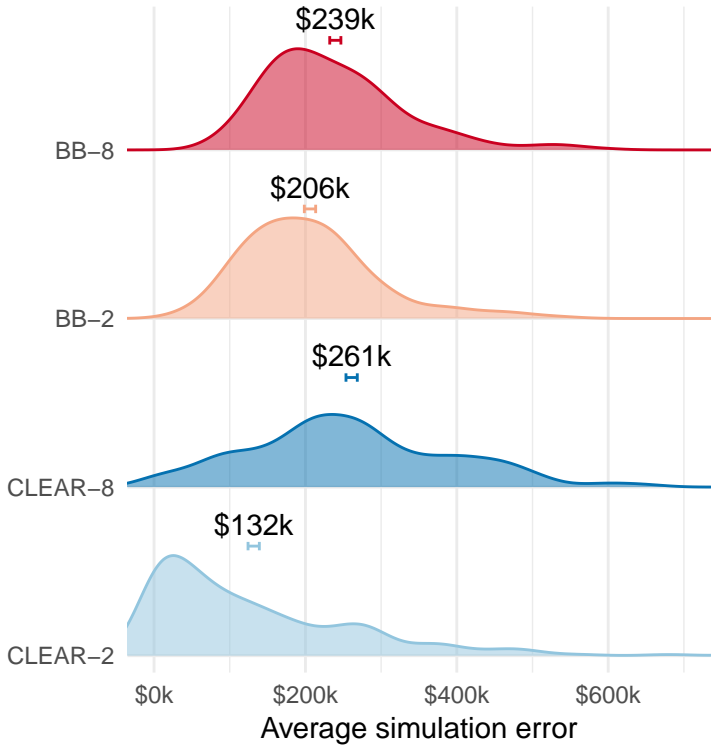 $239k
BB−8
$206k
BB−2
$261k
CLEAR−8
$132k
CLEAR−2
$0k $200k $400k $600k
Average simulation error